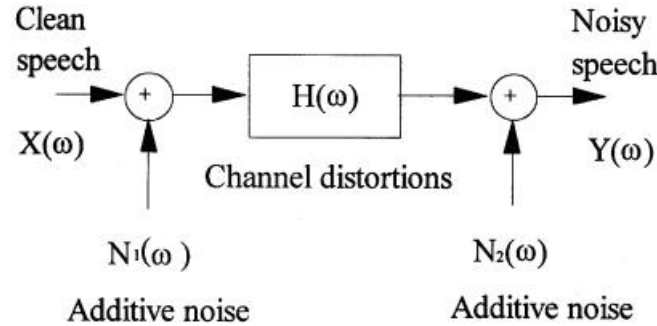 Clean
speech
Noisy
speech
+
H(ω)
+
X(ω)
Y(ω)
Channel distortions
N₁(ω )
N₂(ω)
Additive noise
Additive noise